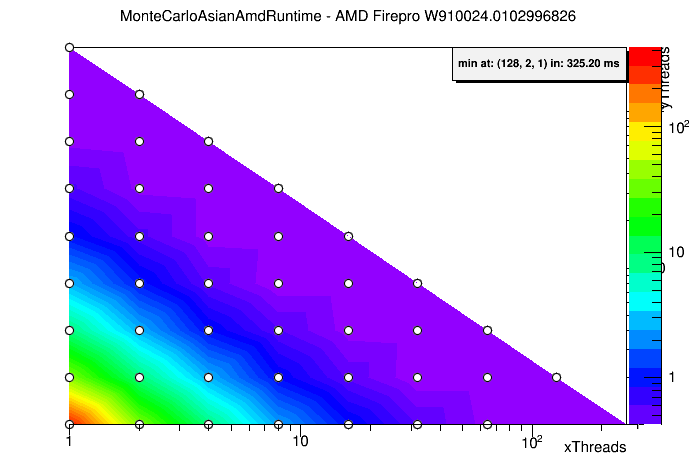 MonteCarloAsianAmdRuntime - AMD Firepro W910024.0102996826
min at: (128, 2, 1) in: 325.20 ms
yThreads
10²
10
1
1
10
10²
xThreads